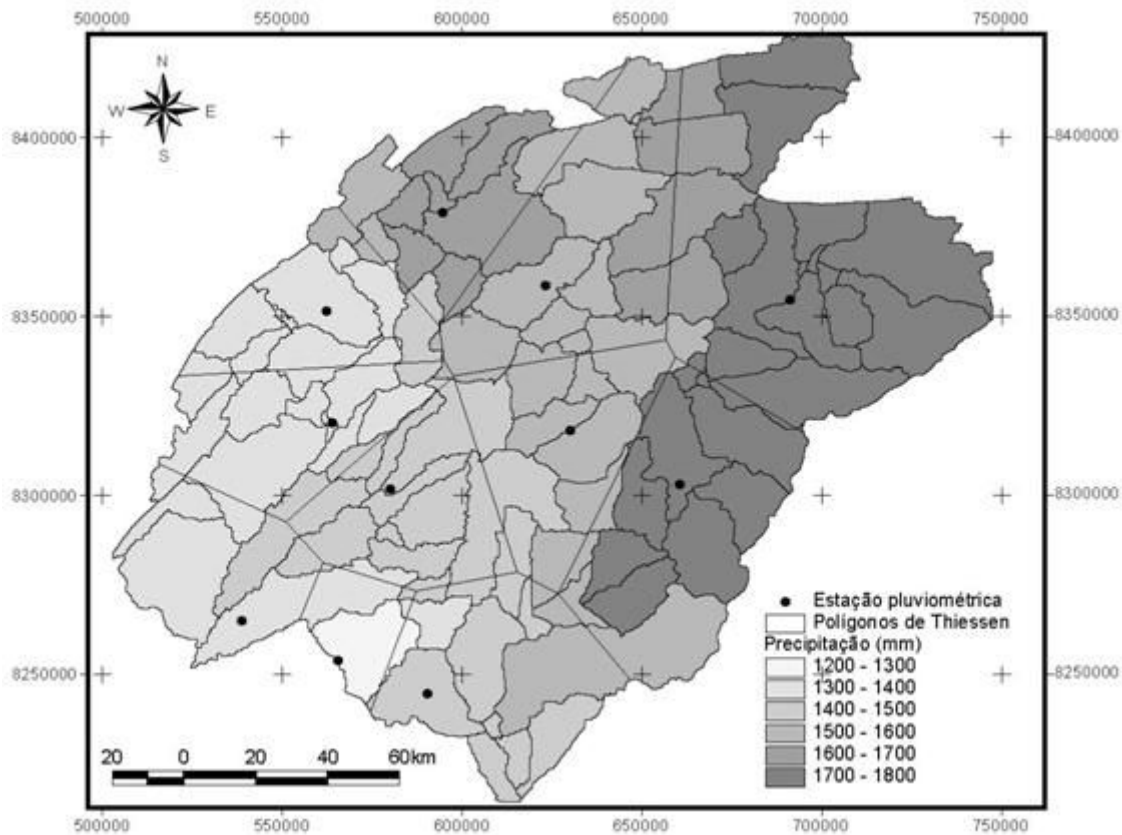 500000 550000 600000 650000 700000 750000
N
W E
S
8400000 8400000
8350000 8350000
8300000 8300000
8250000 8250000
Estação pluviométrica
Polígonos de Thiessen
Precipitação (mm)
1200 - 1300
1300 - 1400
1400 - 1500
1500 - 1600
1600 - 1700
1700 - 1800
20 0 20 40 60km
500000 550000 600000 650000 700000 750000